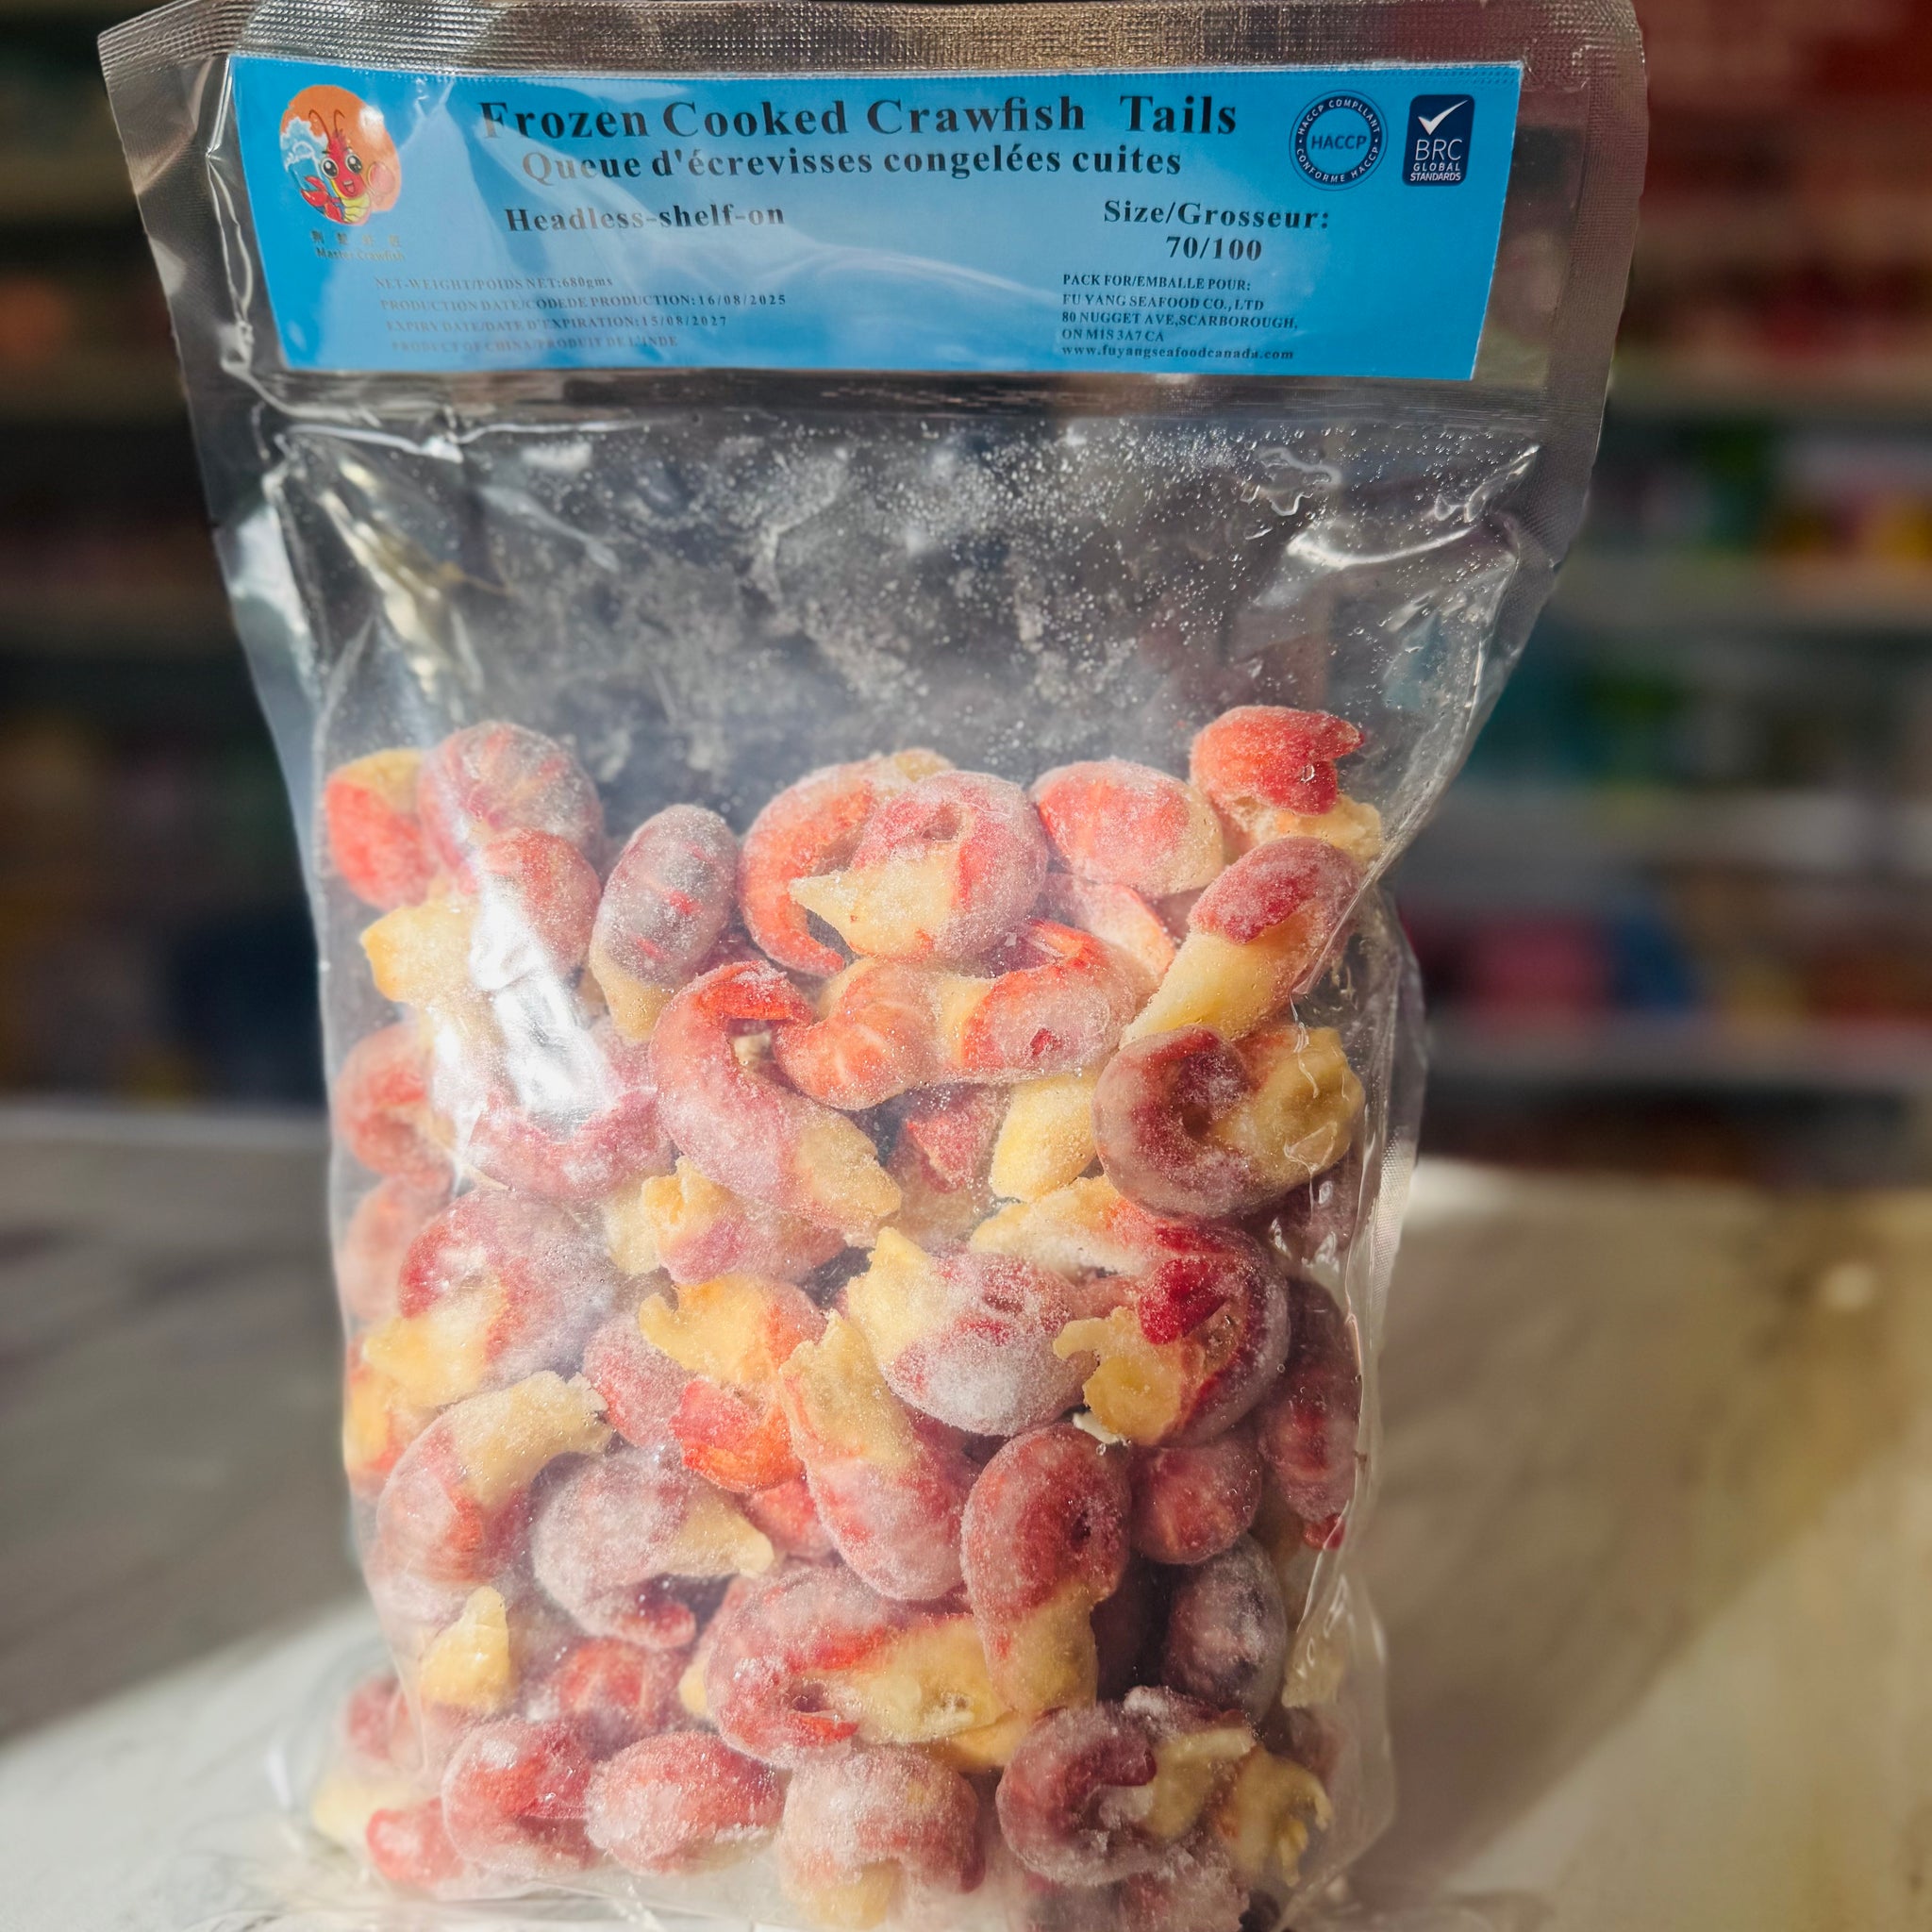 Frozen Cooked Crawfish Tails
Queue d'écrevisses congelées cuites
Headless-shelf-on
Size/Grosseur:
70/100
HACCP COMPLIANT
HACCP
CONFORME HACCP
BRC
GLOBAL
STANDARDS
Master Crawfish
NET-WEIGHT/POIDS NET:680gms
PRODUCTION DATE/CODEDE PRODUCTION:16/08/2025
EXPIRY DATE/DATE D'EXPIRATION:15/08/2027
PRODUCT OF CHINA/PRODUIT DE L'INDE
PACK FOR/EMBALLE POUR:
FU YANG SEAFOOD CO., LTD
80 NUGGET AVE,SCARBOROUGH,
ON M1S 3A7 CA
www.fuyangseafoodcanada.com